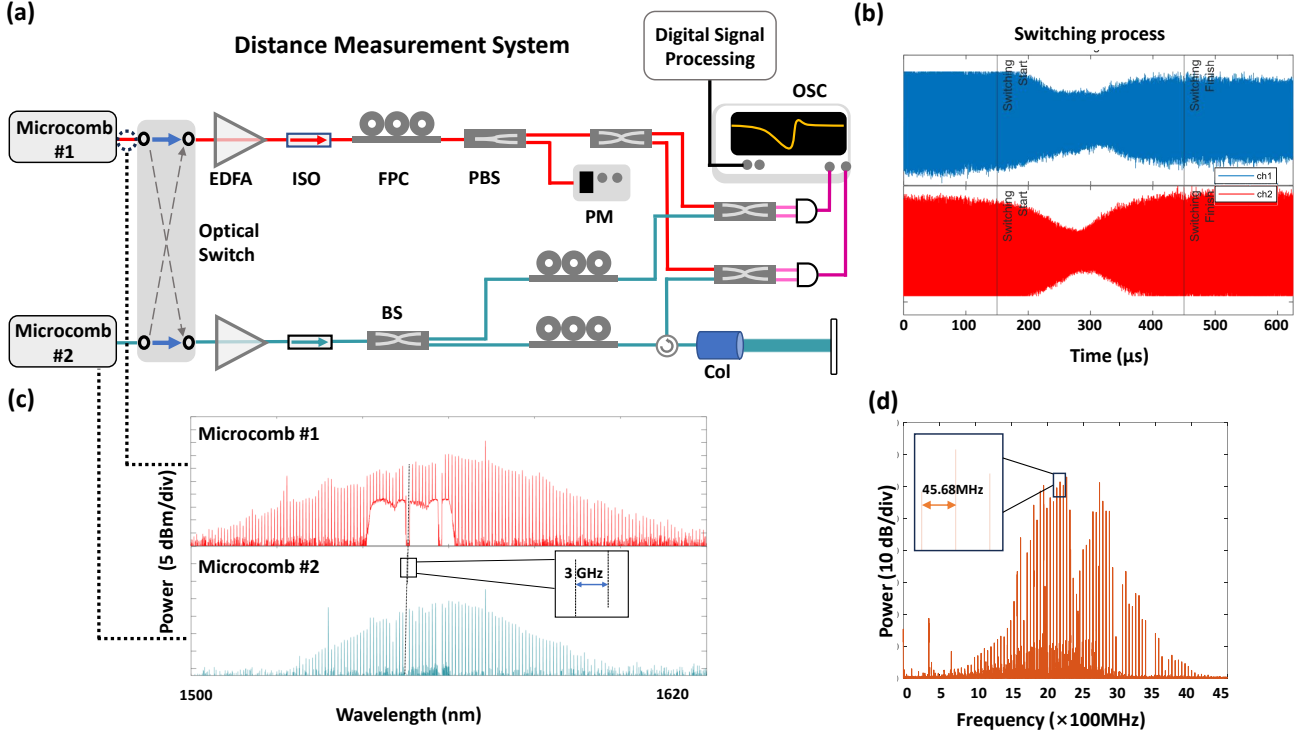 (a)
Distance Measurement System
Digital Signal
Processing
OSC
Microcomb
#1
EDFA
ISO
FPC
PBS
PM
Optical
Switch
BS
Microcomb
#2
Col
(b)
Switching process
Switching
Start
Switching
Finish
ch1
Switching
Start
Switching
Finish
ch2
0 100 200 300 400 500 600
Time (μs)
(c)
Microcomb #1
Microcomb #2
3 GHz
Power (5 dBm/div)
1500 1620
Wavelength (nm)
(d)
45.68MHz
Power (10 dB/div)
0 5 10 15 20 25 30 35 40 45
Frequency (×100MHz)